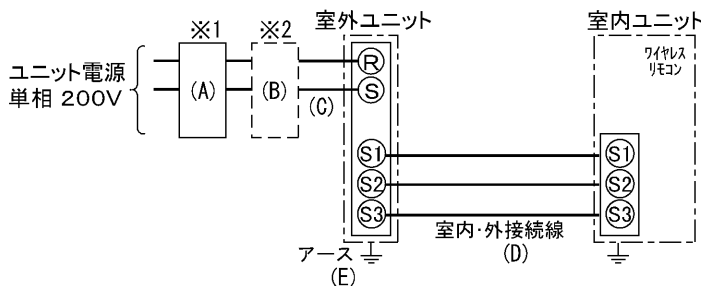 ※1
※2
室外ユニット
室内ユニット
ユニット電源
単相 200V
(A)
(B)
(C)
R
S
ワイヤレス
リモコン
S1
S2
S3
S1
S2
S3
室内・外接続線
(D)
アース
(E)